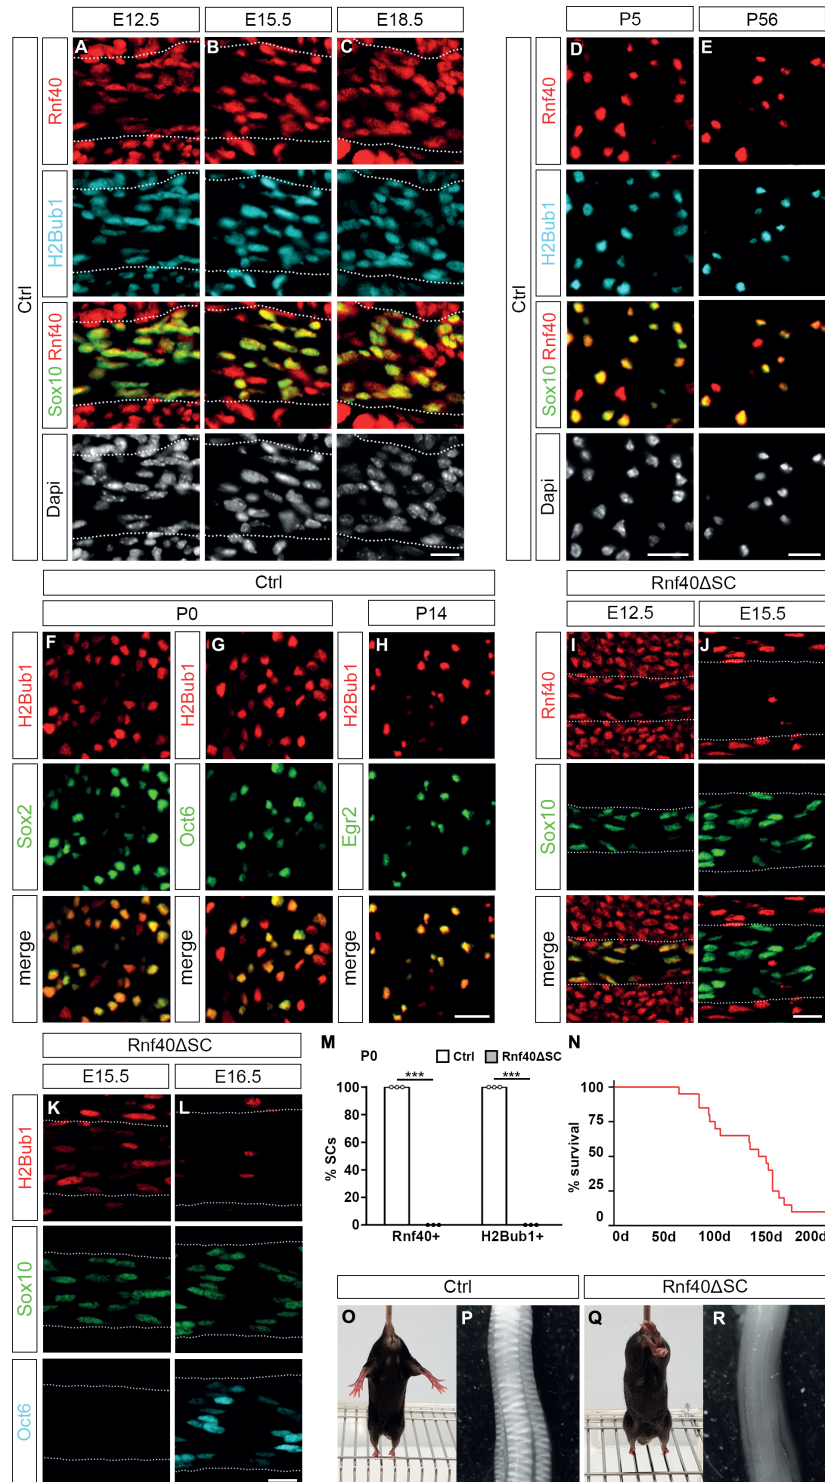 E12.5 E15.5 E18.5 P5 P56
Ctrl
Rnf40
A B C
H2Bub1
Sox10 Rnf40
Dapi
Ctrl
Rnf40
D E
H2Bub1
Sox10 Rnf40
Dapi
Ctrl
P0 P14
H2Bub1 F H2Bub1 G H2Bub1 H
Sox2 Oct6 Egr2
merge merge merge
Rnf40ΔSC
E12.5 E15.5
Rnf40 I J
Sox10
merge
Rnf40ΔSC
E15.5 E16.5
H2Bub1 K L
Sox10
Oct6
M
P0 Ctrl Rnf40ΔSC
*** ***
% SCs
100
80
60
40
20
0
Rnf40+ H2Bub1+
N
% survival
100
75
50
25
0
0d 50d 100d 150d 200d
Ctrl Rnf40ΔSC
O P Q R